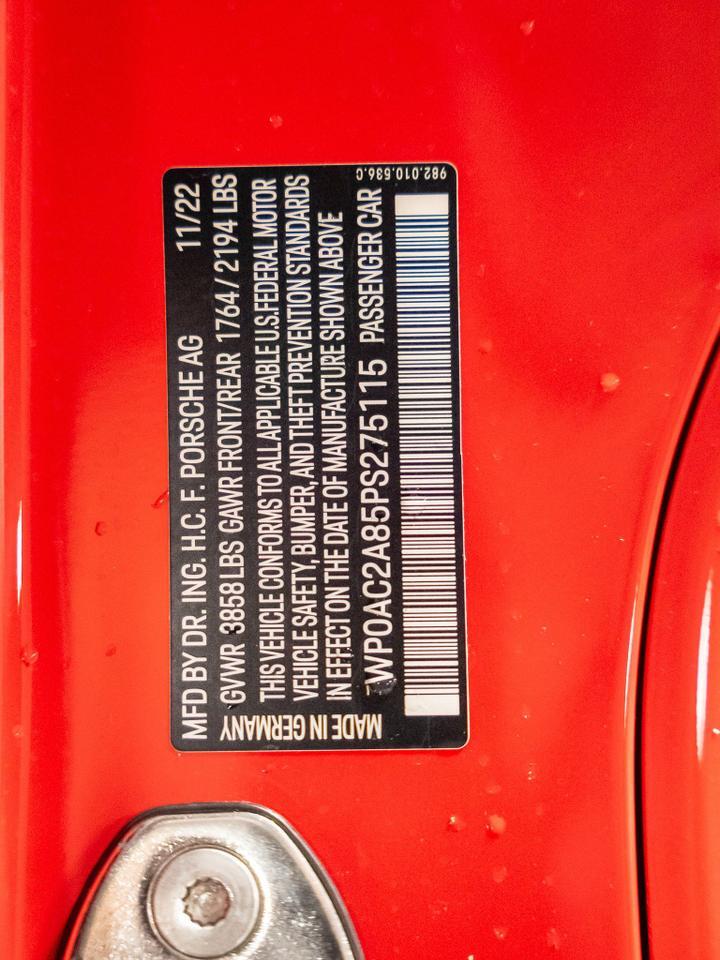 MFD BY DR. ING. H.C. F. PORSCHE AG 11/22
GVWR 3858 LBS GAWR FRONT/REAR 1764 / 2194 LBS
THIS VEHICLE CONFORMS TO ALL APPLICABLE U.S.FEDERAL MOTOR
VEHICLE SAFETY, BUMPER, AND THEFT PREVENTION STANDARDS
IN EFFECT ON THE DATE OF MANUFACTURE SHOWN ABOVE
WP0AC2A85PS275115 PASSENGER CAR
MADE IN GERMANY
982.010.536.C